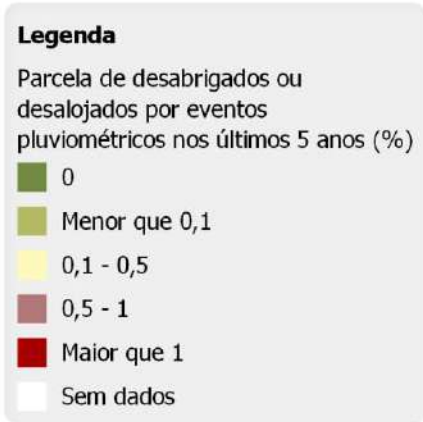 Legenda
Parcela de desabrigados ou
desalojados por eventos
pluviométricos nos últimos 5 anos (%)
0
Menor que 0,1
0,1 - 0,5
0,5 - 1
Maior que 1
Sem dados